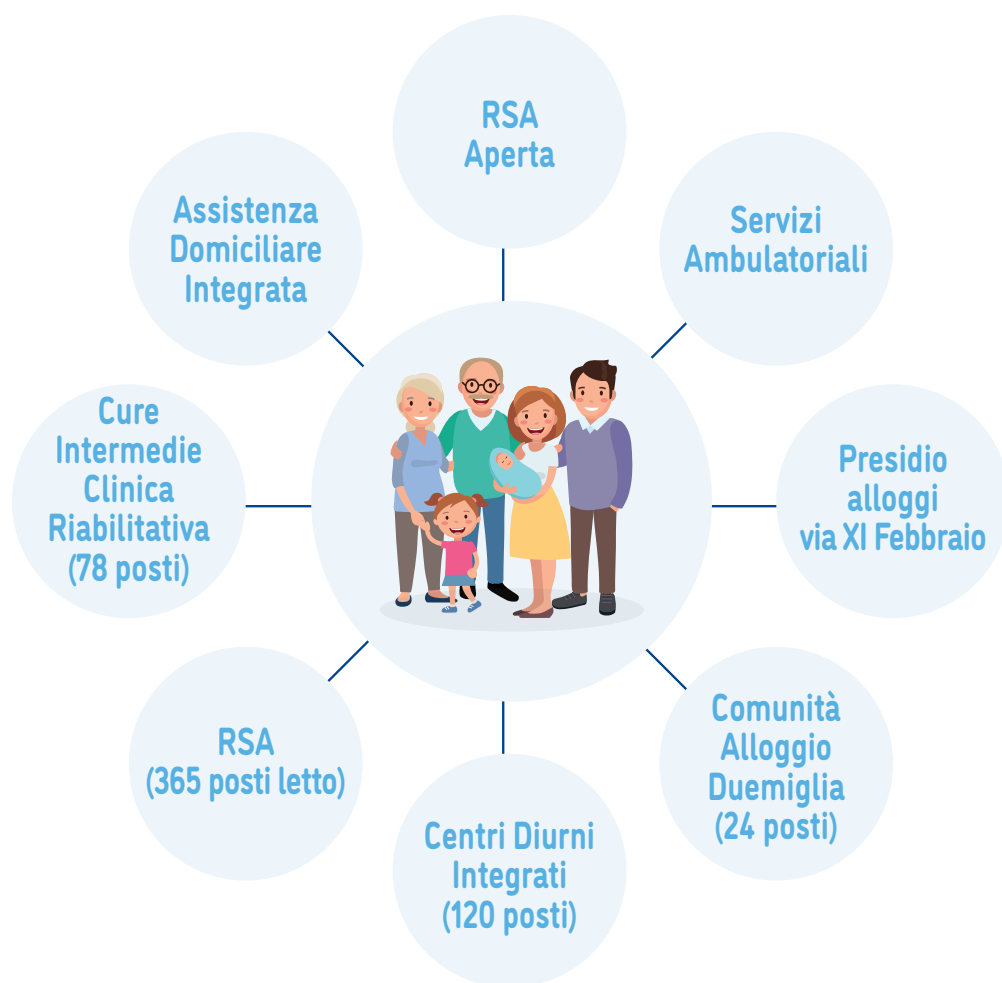 RSA
Aperta
Servizi
Ambulatoriali
Presidio
alloggi
via XI Febbraio
Comunità
Alloggio
Duemiglia
(24 posti)
Centri Diurni
Integrati
(120 posti)
RSA
(365 posti letto)
Cure
Intermedie
Clinica
Riabilitativa
(78 posti)
Assistenza
Domiciliare
Integrata